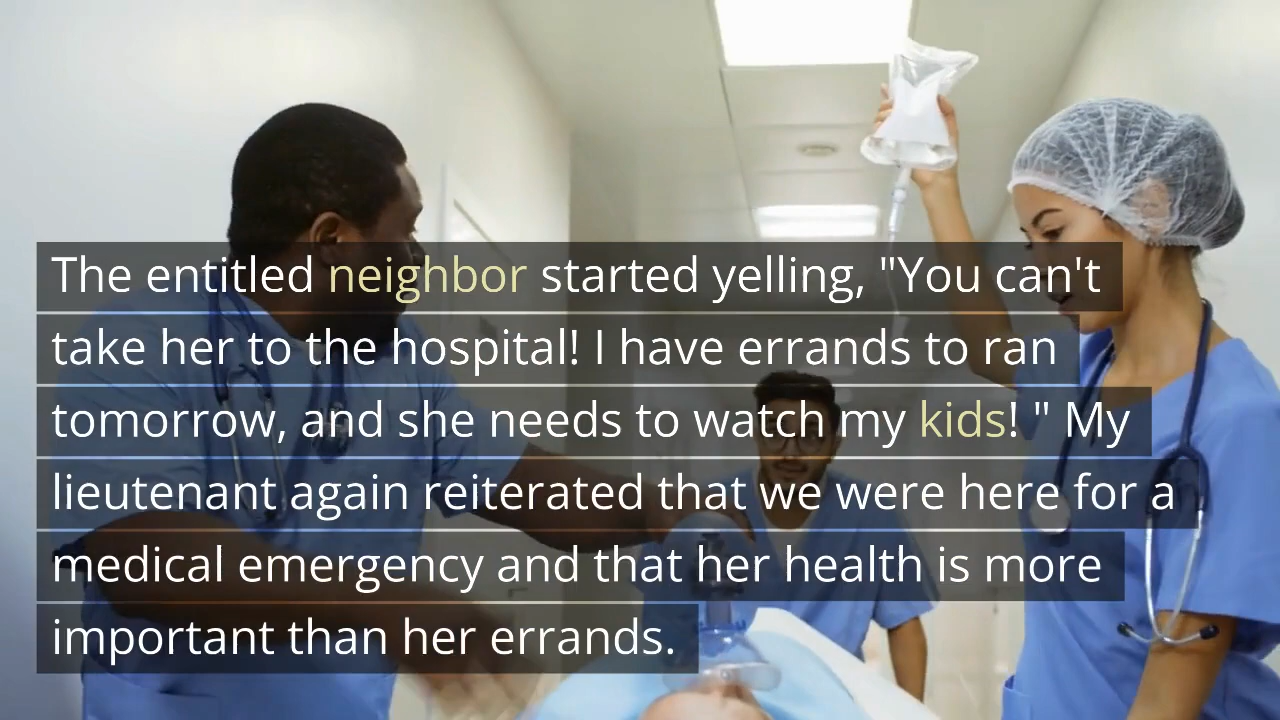 The entitled neighbor started yelling, "You can't
take her to the hospital! I have errands to ran
tomorrow, and she needs to watch my kids! " My
lieutenant again reiterated that we were here for a
medical emergency and that her health is more
important than her errands.